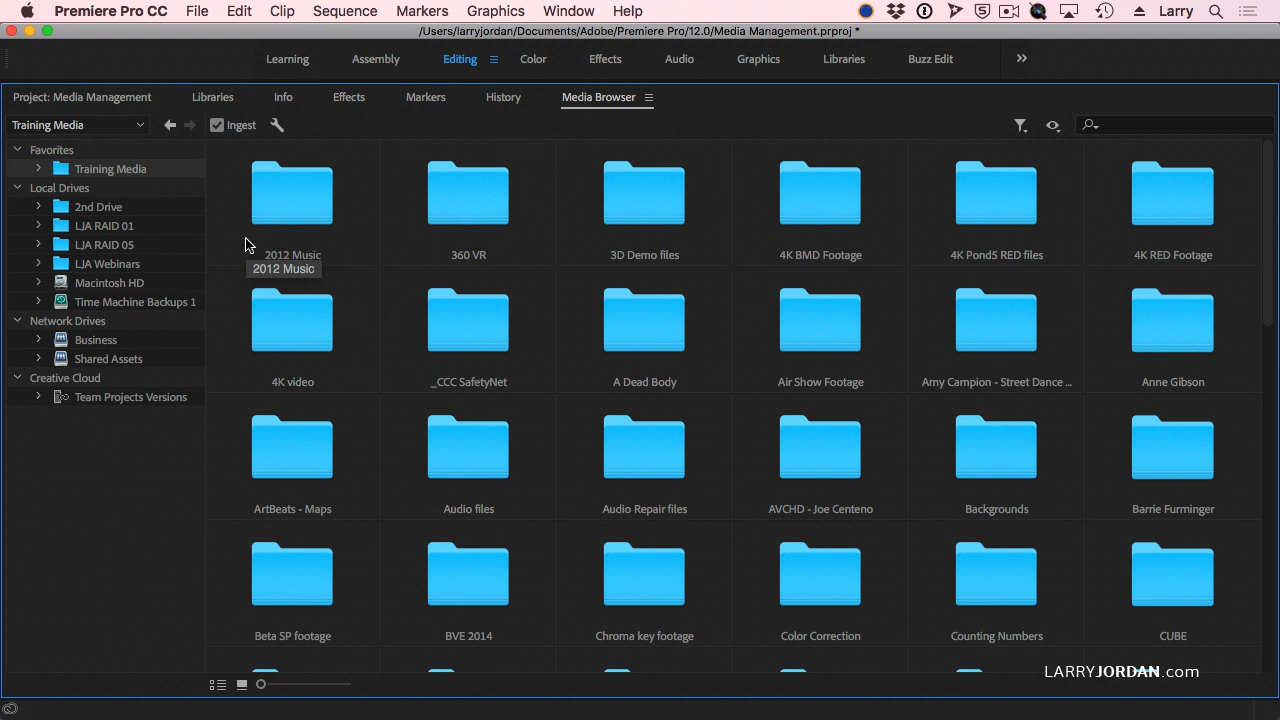 Premiere Pro CC File Edit Clip Sequence Markers Graphics Window Help Larry
/Users/larryjordan/Documents/Adobe/Premiere Pro/12.0/Media Management.prproj *
Learning Assembly Editing Color Effects Audio Graphics Libraries Buzz Edit
Project: Media Management Libraries Info Effects Markers History Media Browser
Training Media Ingest
Favorites
Training Media
Local Drives
2nd Drive
LJA RAID 01
LJA RAID 05
LJA Webinars
Macintosh HD
Time Machine Backups 1
Network Drives
Business
Shared Assets
Creative Cloud
Team Projects Versions
2012 Music 360 VR 3D Demo files 4K BMD Footage 4K Pond5 RED files 4K RED Footage
2012 Music
4K video _CCC SafetyNet A Dead Body Air Show Footage Amy Campion - Street Dance ... Anne Gibson
ArtBeats - Maps Audio files Audio Repair files AVCHD - Joe Centeno Backgrounds Barrie Furminger
Beta SP footage BVE 2014 Chroma key footage Color Correction Counting Numbers CUBE
LARRYJORDAN.com